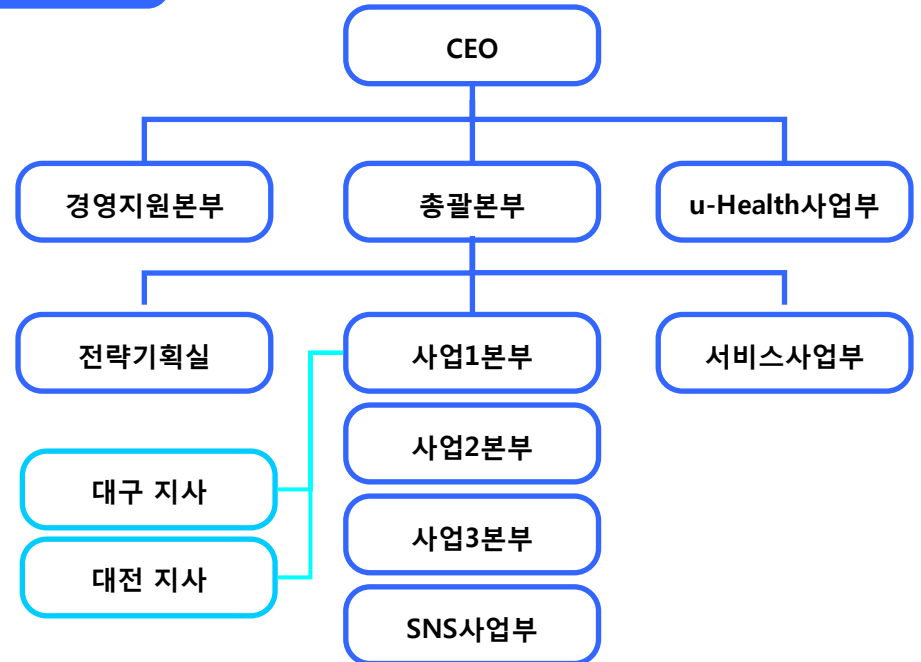 CEO
경영지원본부
총괄본부
u-Health사업부
전략기획실
사업1본부
서비스사업부
사업2본부
대구 지사
사업3본부
대전 지사
SNS사업부